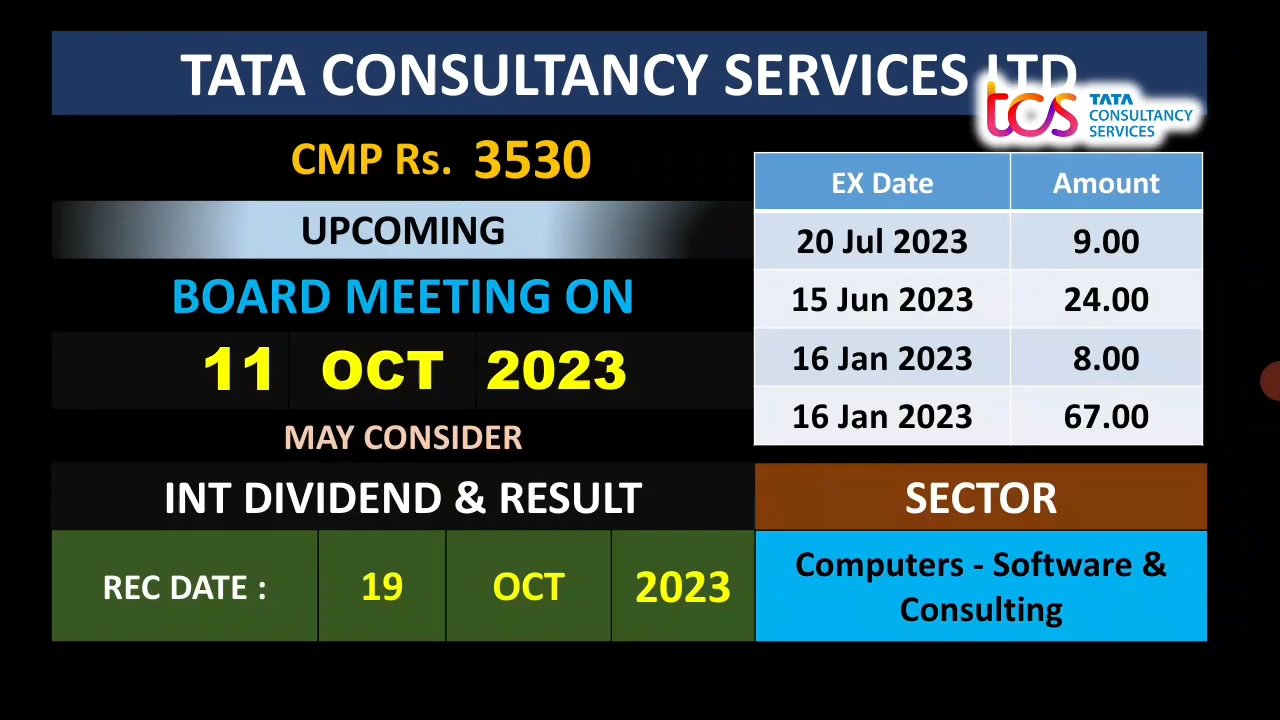 TATA CONSULTANCY SERVICES LTD
tcs TATA
CONSULTANCY
SERVICES
CMP Rs. 3530
UPCOMING
BOARD MEETING ON
11 OCT 2023
MAY CONSIDER
INT DIVIDEND & RESULT
REC DATE : 19 OCT 2023
EX Date Amount
20 Jul 2023 9.00
15 Jun 2023 24.00
16 Jan 2023 8.00
16 Jan 2023 67.00
SECTOR
Computers - Software &
Consulting